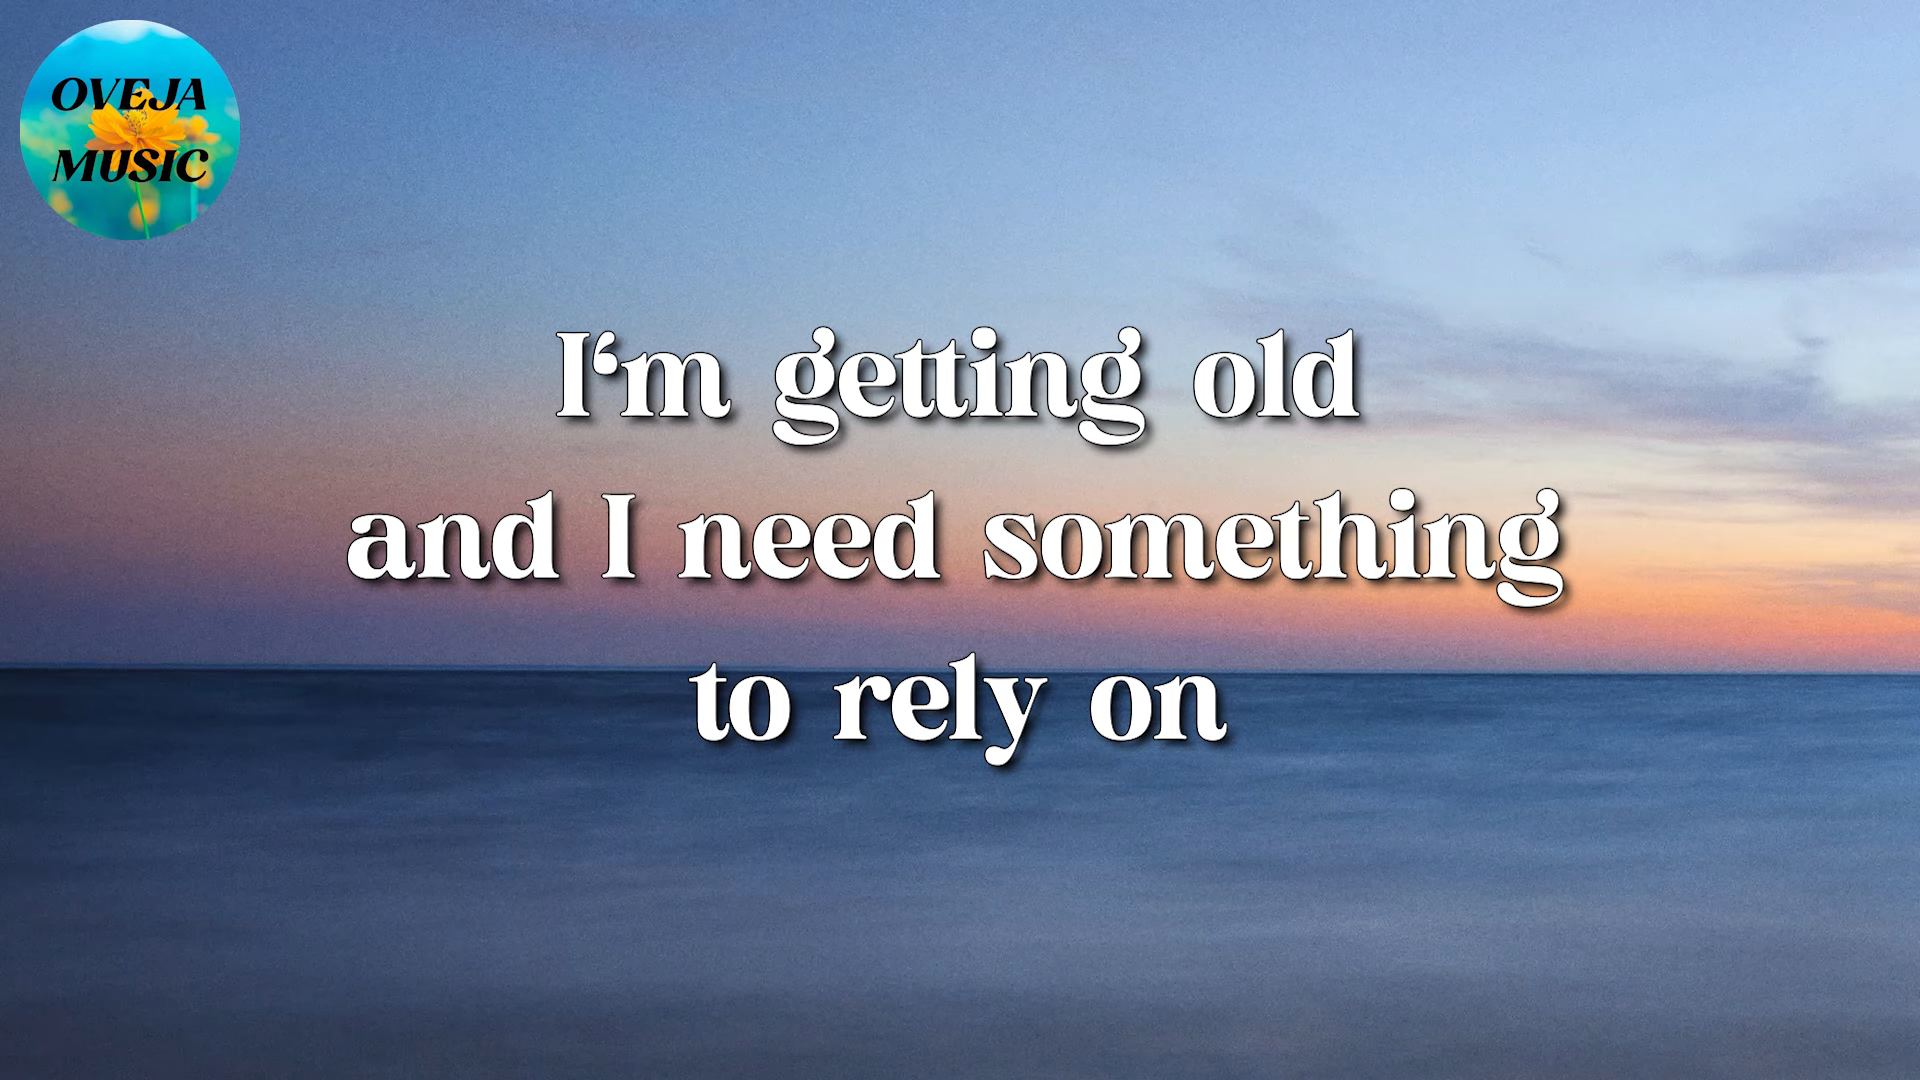 OVEJA
MUSIC
I‘m getting old
and I need something
to rely on